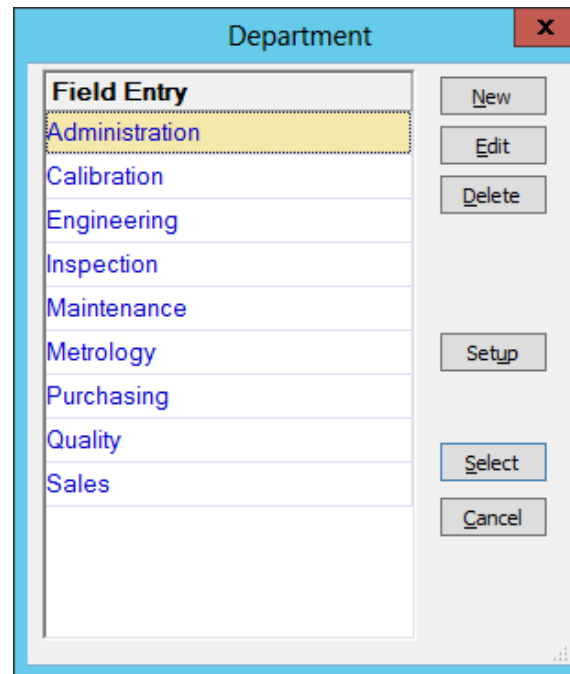 Department
x
Field Entry
Administration
Calibration
Engineering
Inspection
Maintenance
Metrology
Purchasing
Quality
Sales
New
Edit
Delete
Setup
Select
Cancel